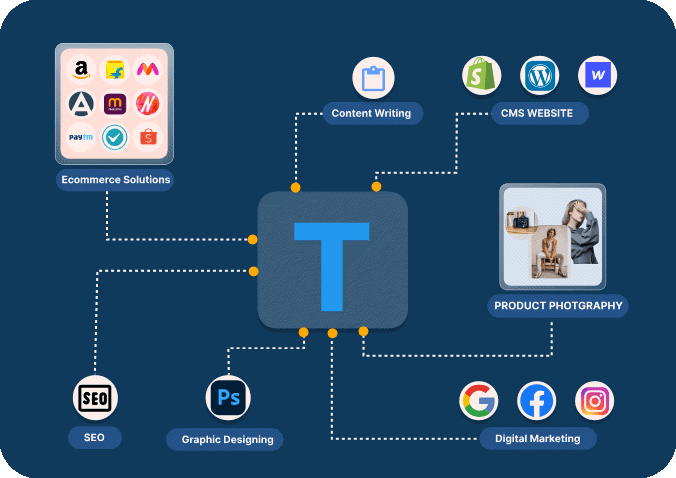 a
m
Paytm
S
W
w
Content Writing
CMS WEBSITE
Ecommerce Solutions
T
PRODUCT PHOTGRAPHY
SEO
Ps
G
f
SEO
Graphic Designing
Digital Marketing